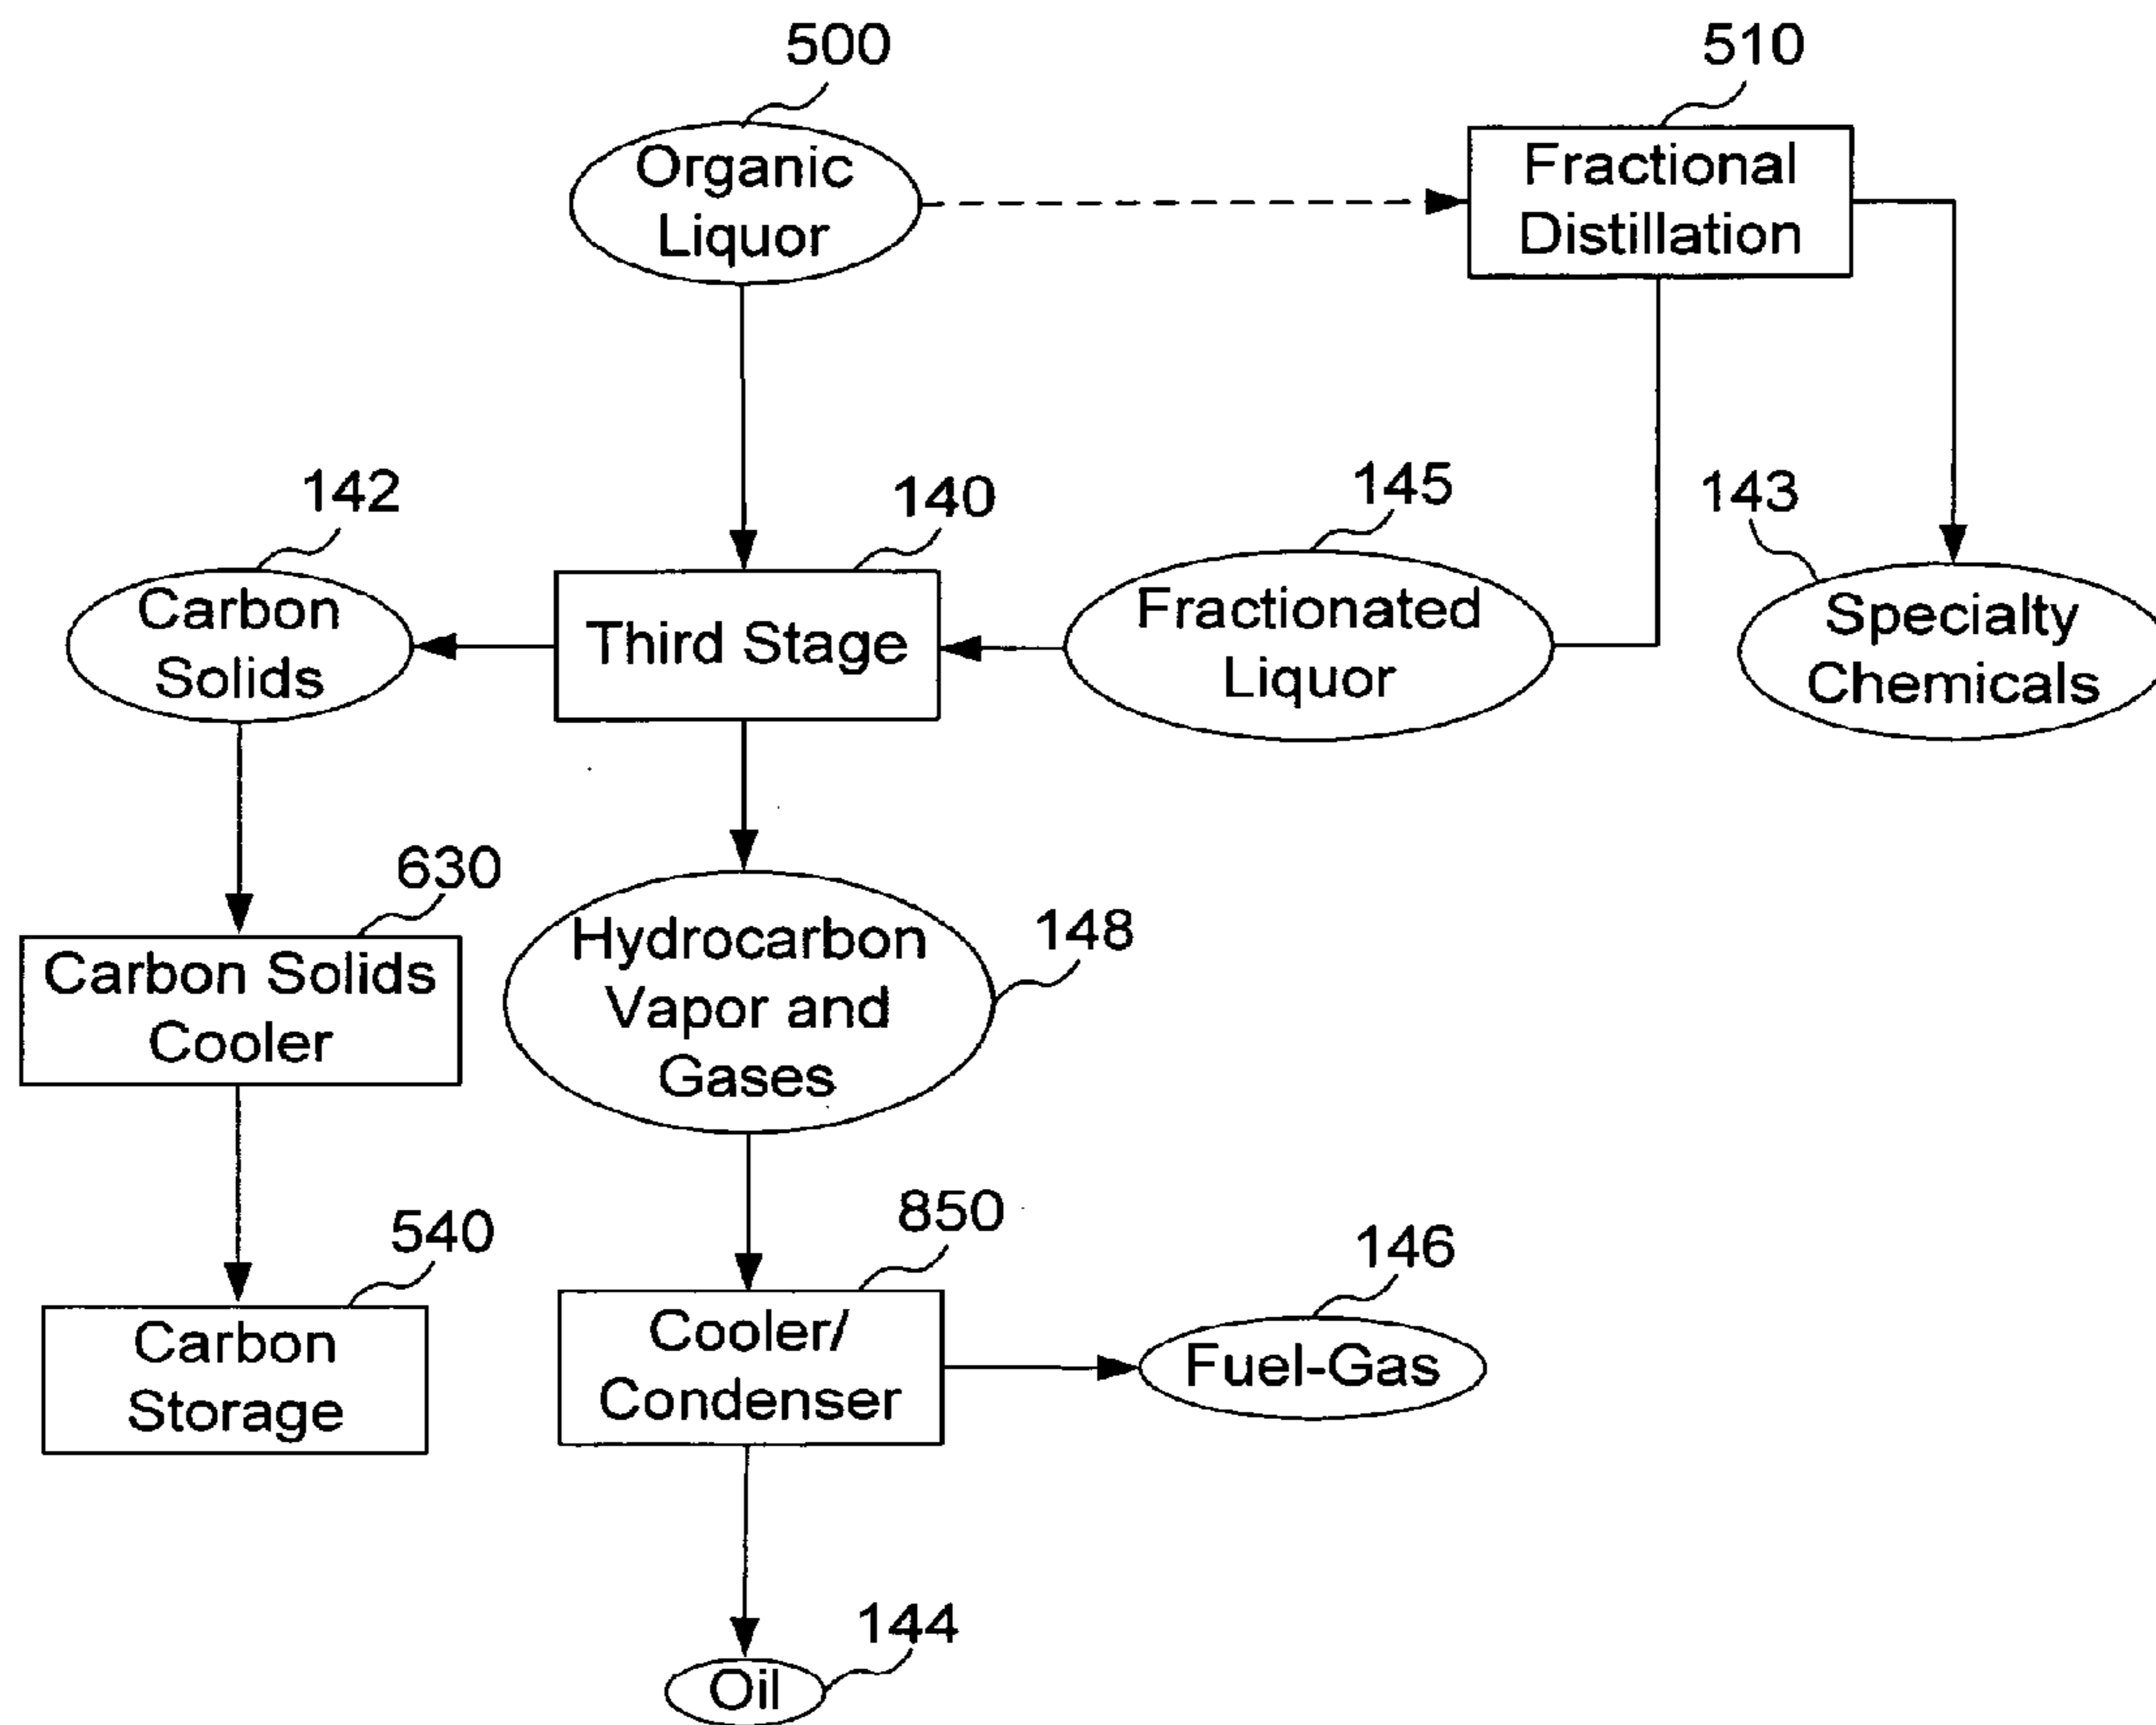 500
510
Organic
Liquor
Fractional
Distillation
142
140
145
143
Carbon
Solids
Third Stage
Fractionated
Liquor
Specialty
Chemicals
630
148
Carbon Solids
Cooler
Hydrocarbon
Vapor and
Gases
540
850
146
Carbon
Storage
Cooler/
Condenser
Fuel-Gas
144
Oil